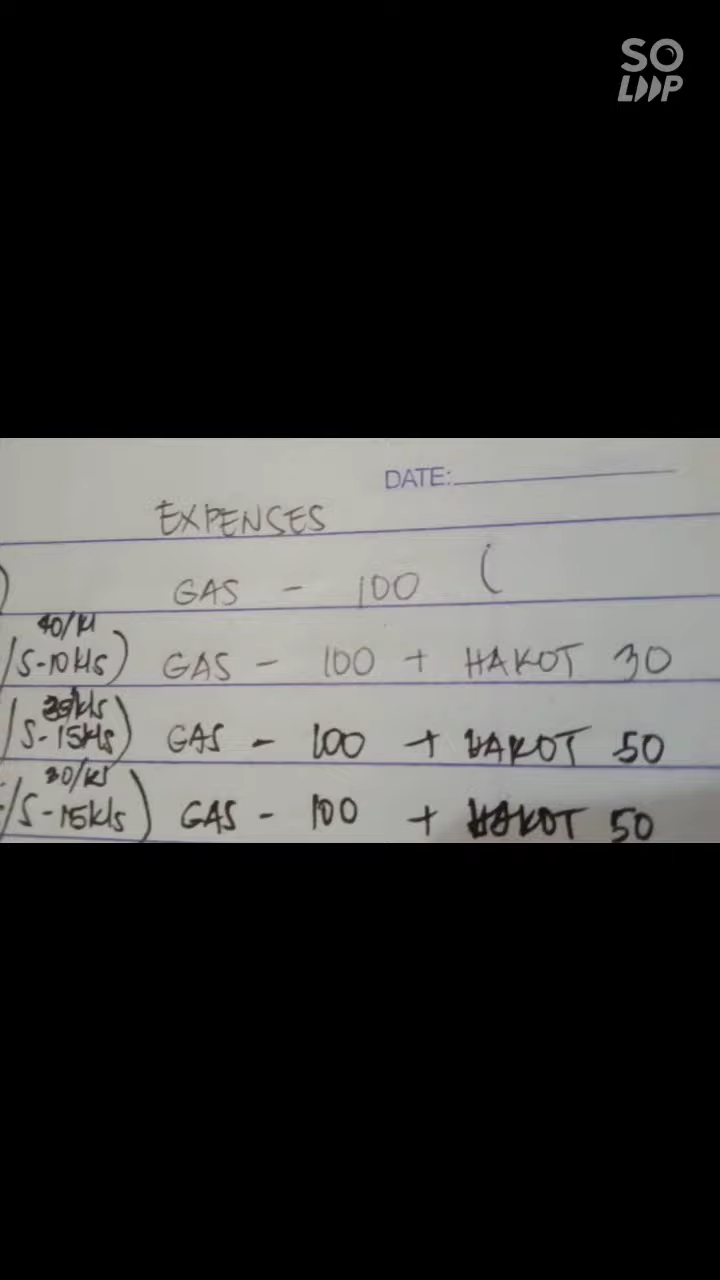 SO
LOOP
DATE:
EXPENSES
) GAS - 100 (
40/kl
/S-10kls) GAS - 100 + HAKOT 30
/S-15kls) GAS - 100 + HAKOT 50
30/kl
/S-15kls) GAS - 100 + HAKOT 50